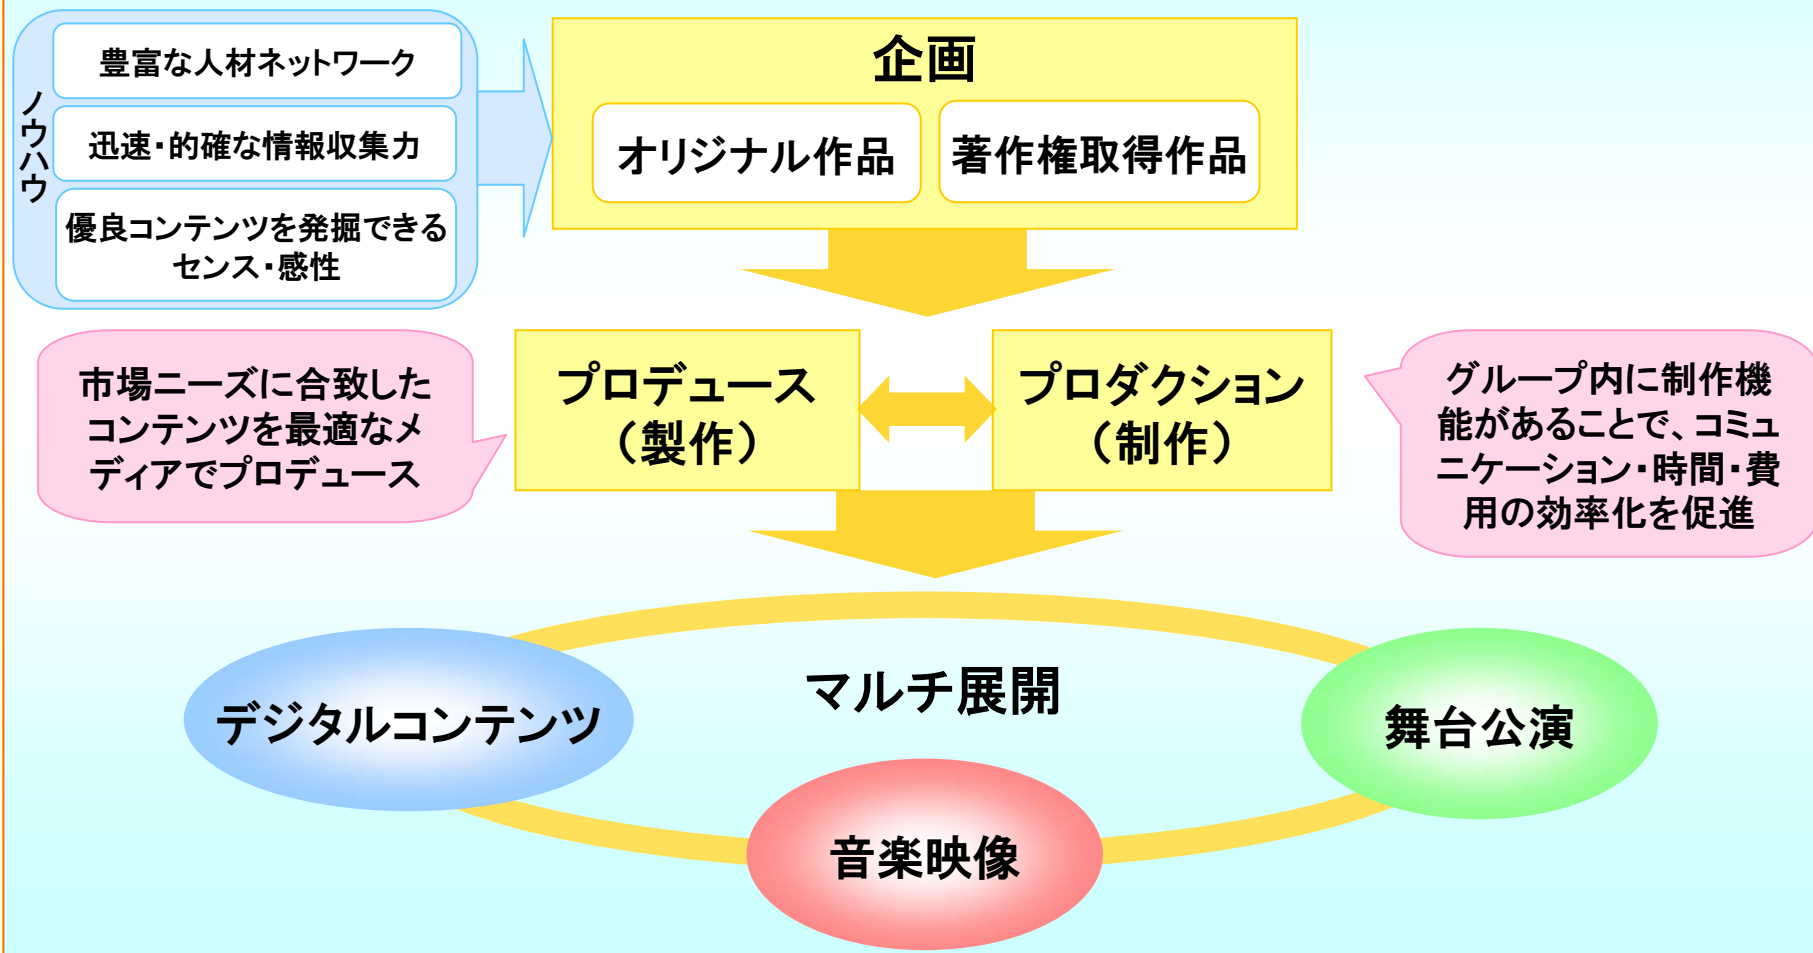 ノウハウ
豊富な人材ネットワーク
迅速・的確な情報収集力
優良コンテンツを発掘できる
センス・感性
企画
オリジナル作品
著作権取得作品
市場ニーズに合致した
コンテンツを最適なメ
ディアでプロデュース
プロデュース
（製作）
プロダクション
（制作）
グループ内に制作機
能があることで、コミュ
ニケーション・時間・費
用の効率化を促進
マルチ展開
デジタルコンテンツ
舞台公演
音楽映像